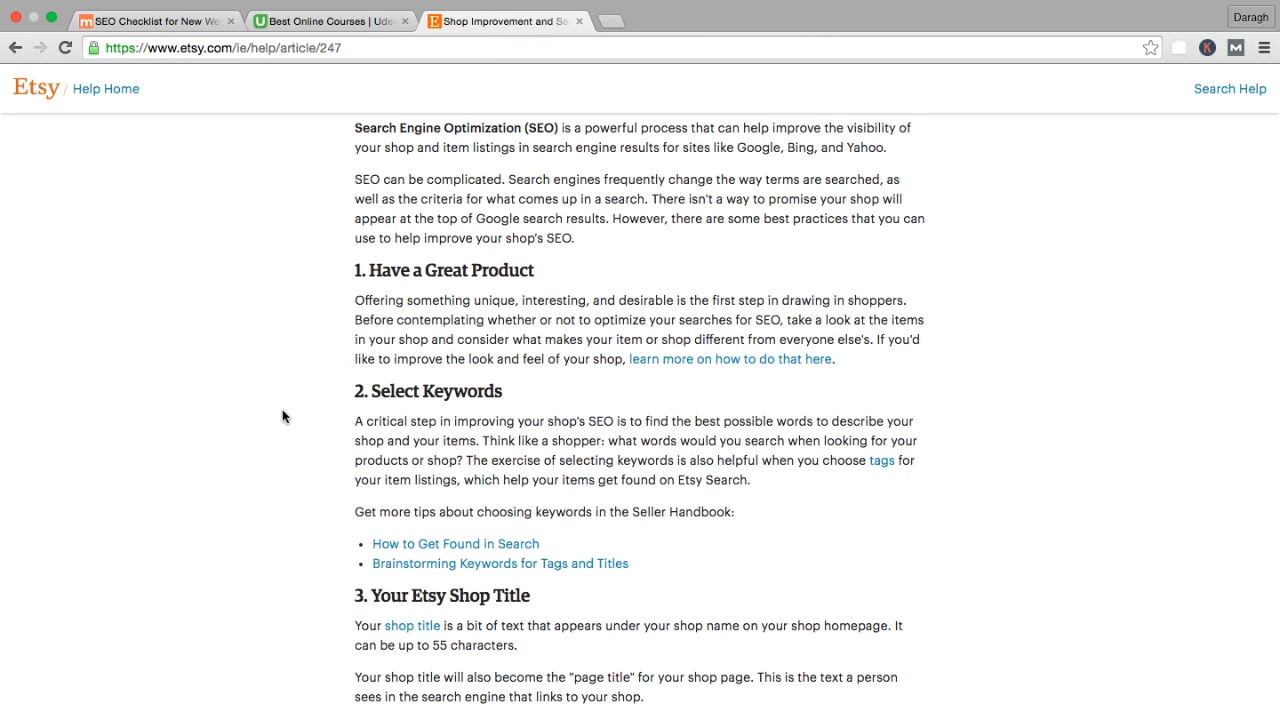 SEO Checklist for New We
Best Online Courses | Ude
Shop Improvement and Se
Daragh
https://www.etsy.com/ie/help/article/247
Etsy / Help Home
Search Help
Search Engine Optimization (SEO) is a powerful process that can help improve the visibility of
your shop and item listings in search engine results for sites like Google, Bing, and Yahoo.
SEO can be complicated. Search engines frequently change the way terms are searched, as
well as the criteria for what comes up in a search. There isn't a way to promise your shop will
appear at the top of Google search results. However, there are some best practices that you can
use to help improve your shop's SEO.
1. Have a Great Product
Offering something unique, interesting, and desirable is the first step in drawing in shoppers.
Before contemplating whether or not to optimize your searches for SEO, take a look at the items
in your shop and consider what makes your item or shop different from everyone else's. If you'd
like to improve the look and feel of your shop, learn more on how to do that here.
2. Select Keywords
A critical step in improving your shop's SEO is to find the best possible words to describe your
shop and your items. Think like a shopper: what words would you search when looking for your
products or shop? The exercise of selecting keywords is also helpful when you choose tags for
your item listings, which help your items get found on Etsy Search.
Get more tips about choosing keywords in the Seller Handbook:
• How to Get Found in Search
• Brainstorming Keywords for Tags and Titles
3. Your Etsy Shop Title
Your shop title is a bit of text that appears under your shop name on your shop homepage. It
can be up to 55 characters.
Your shop title will also become the "page title" for your shop page. This is the text a person
sees in the search engine that links to your shop.